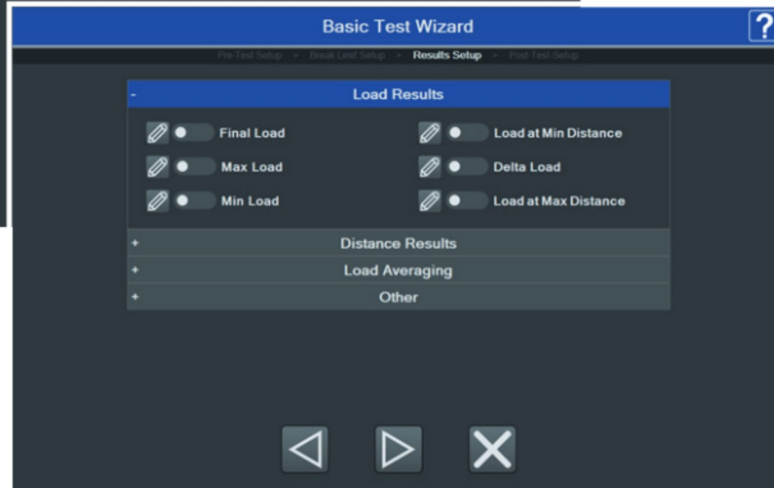 Basic Test Wizard
?
Pre-Test Setup - Break Limit Setup - Results Setup - Post-Test-Setup
- Load Results
Final Load Load at Min Distance
Max Load Delta Load
Min Load Load at Max Distance
+ Distance Results
+ Load Averaging
+ Other